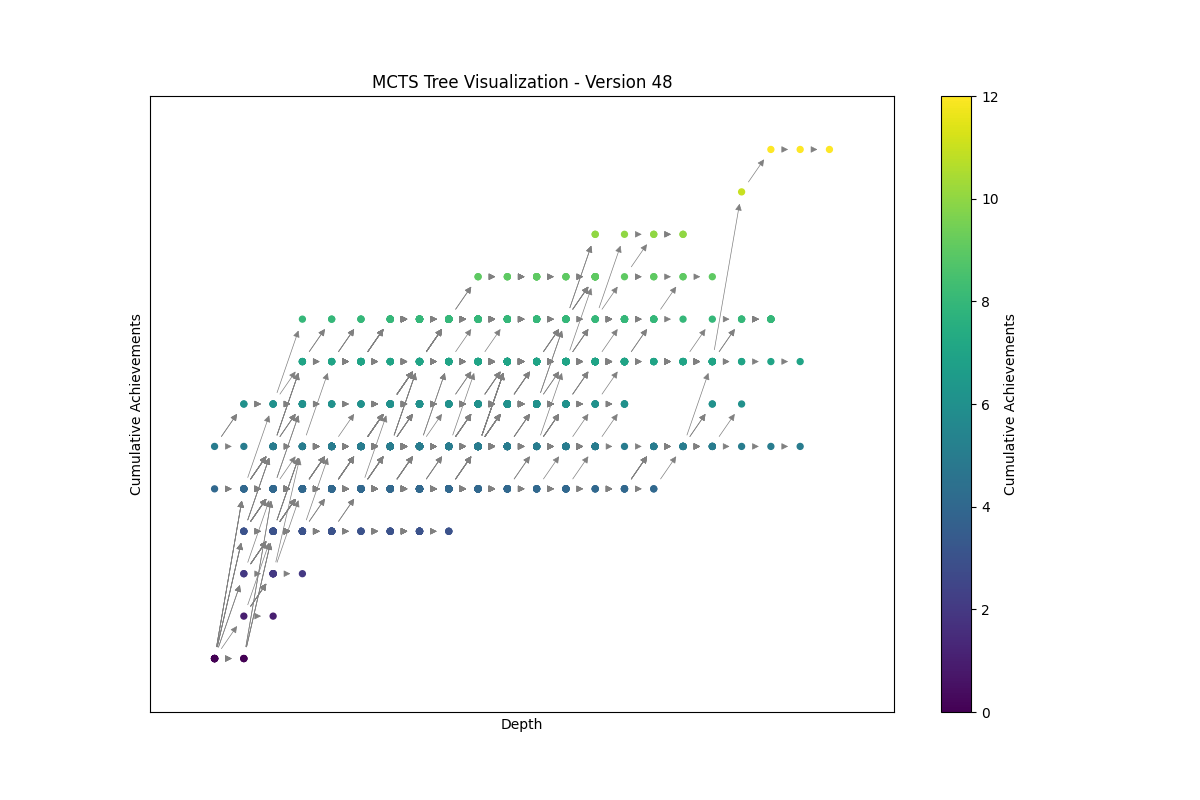 MCTS Tree Visualization - Version 48
Cumulative Achievements
Depth
12
10
8
6
4
2
0
Cumulative Achievements